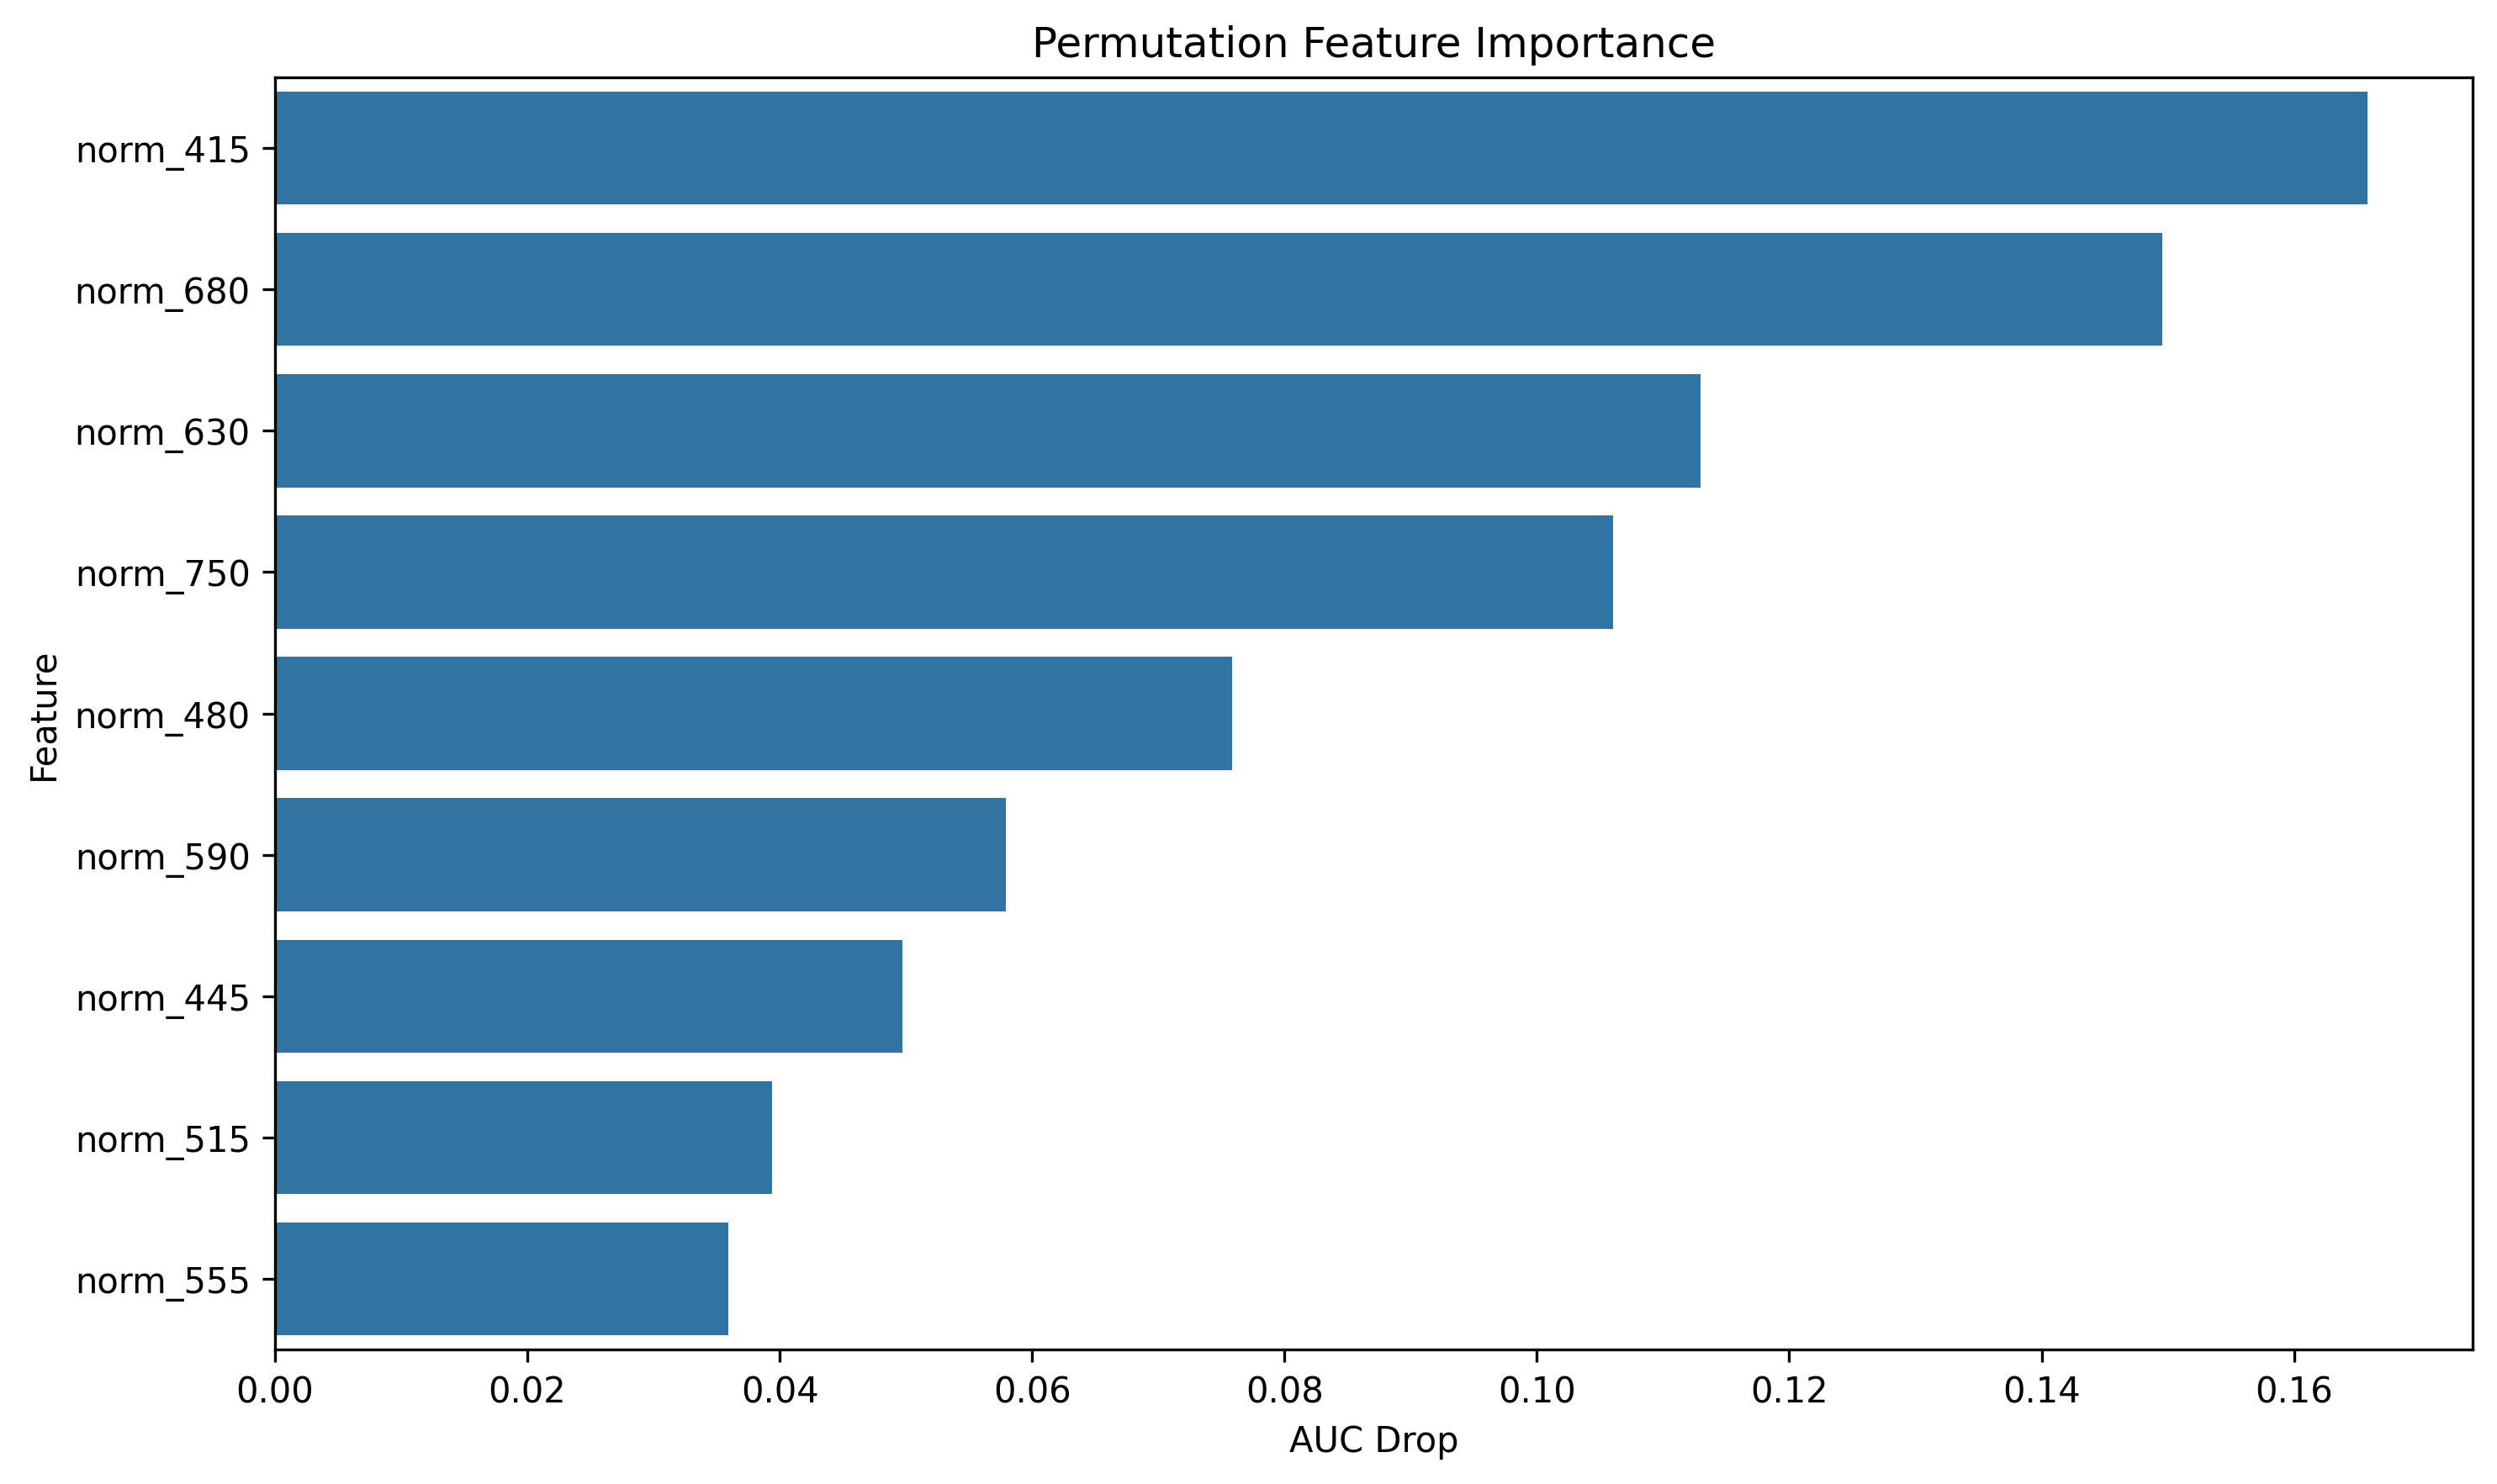 Permutation Feature Importance
norm_415
norm_680
norm_630
norm_750
norm_480
norm_590
norm_445
norm_515
norm_555
Feature
0.00 0.02 0.04 0.06 0.08 0.10 0.12 0.14 0.16
AUC Drop